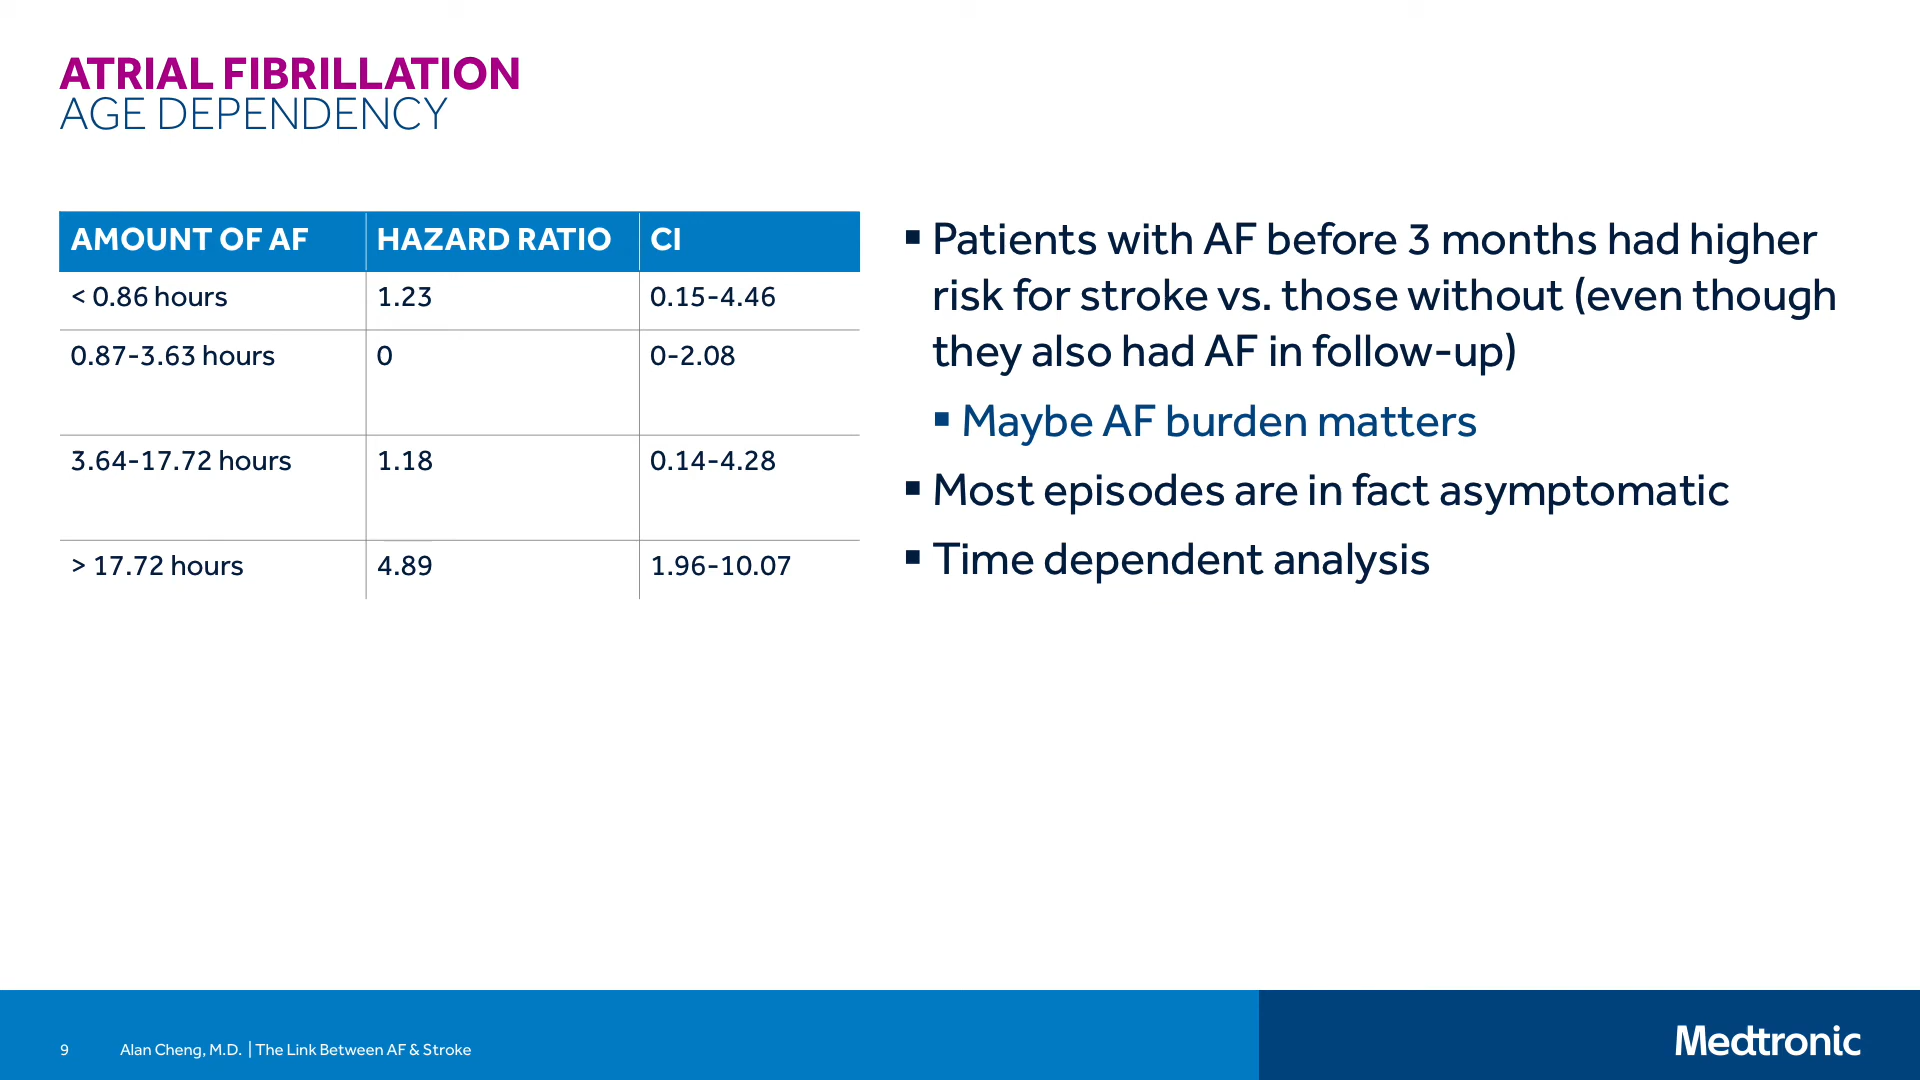 ATRIAL FIBRILLATION
AGE DEPENDENCY
AMOUNT OF AF HAZARD RATIO CI
< 0.86 hours 1.23 0.15-4.46
0.87-3.63 hours 0 0-2.08
3.64-17.72 hours 1.18 0.14-4.28
> 17.72 hours 4.89 1.96-10.07
▪ Patients with AF before 3 months had higher
risk for stroke vs. those without (even though
they also had AF in follow-up)
▪ Maybe AF burden matters
▪ Most episodes are in fact asymptomatic
▪ Time dependent analysis
9 Alan Cheng, M.D. | The Link Between AF & Stroke
Medtronic